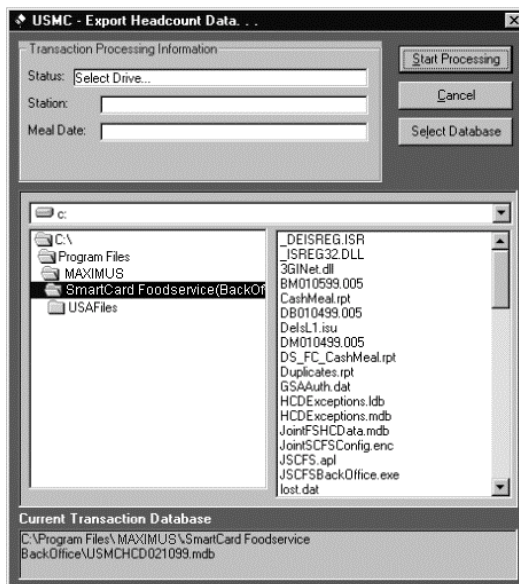 USMC - Export Headcount Data. . .
Transaction Processing Information
Status: Select Drive...
Station:
Meal Date:
Start Processing
Cancel
Select Database
c:
C:\
Program Files
MAXIMUS
SmartCard Foodservice(BackOf
USAFiles
_DEISREG.ISR
_ISREG32.DLL
3GINet.dll
BM010599.005
CashMeal.rpt
DB010499.005
DeIsL1.isu
DM010499.005
DS_FC_CashMeal.rpt
Duplicates.rpt
GSAAuth.dat
HCDExceptions.ldb
HCDExceptions.mdb
JointFSHCData.mdb
JointSCFSConfig.enc
JSCFS.apl
JSCFSBackOffice.exe
lost.dat
Current Transaction Database
C:\Program Files\ MAXIMUS\SmartCard Foodservice
BackOffice\USMCHCD021099.mdb